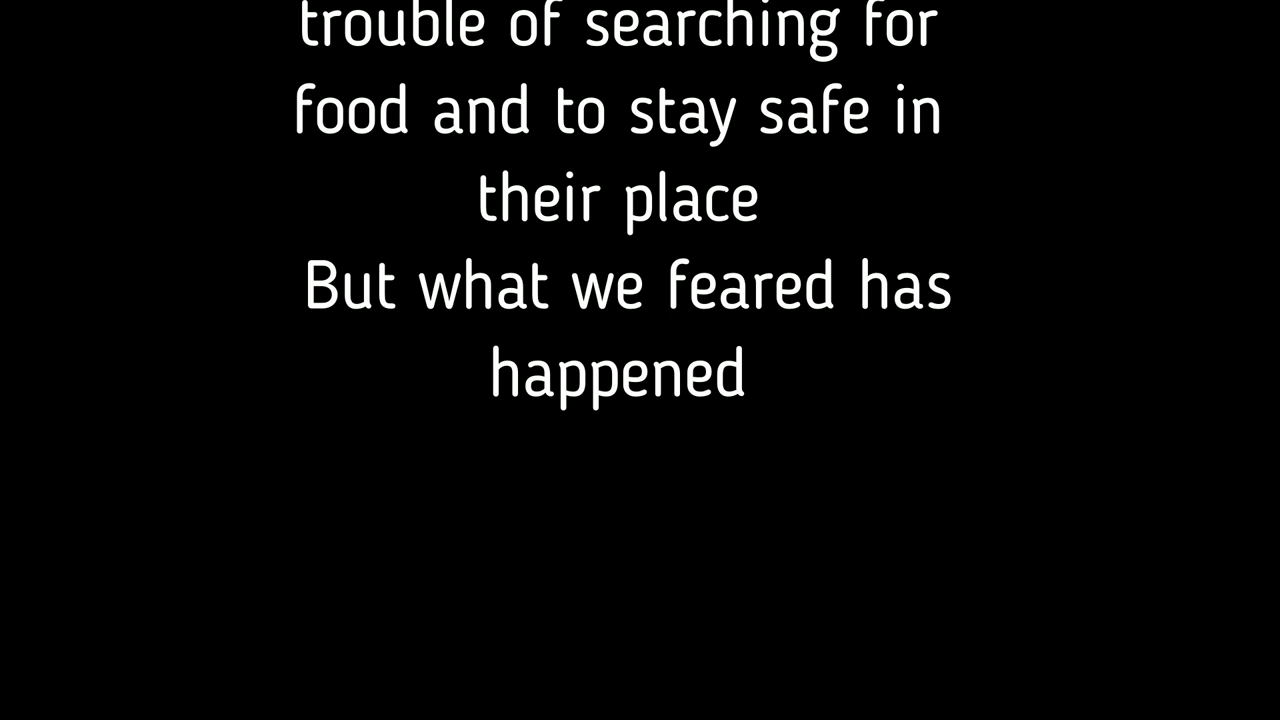 trouble of searching for
food and to stay safe in
their place
But what we feared has
happened